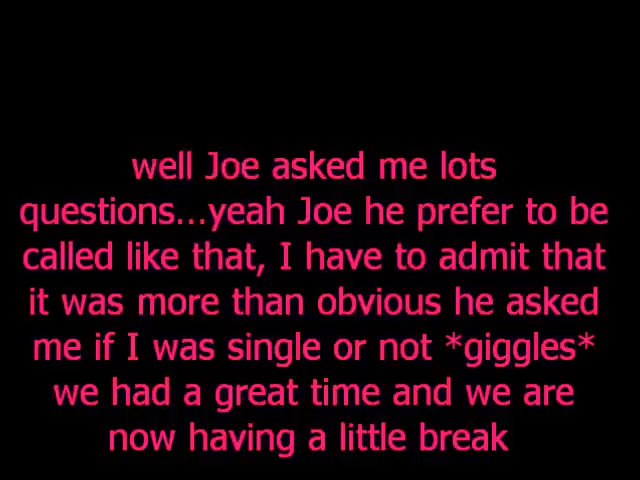 well Joe asked me lots
questions...yeah Joe he prefer to be
called like that, I have to admit that
it was more than obvious he asked
me if I was single or not *giggles*
we had a great time and we are
now having a little break